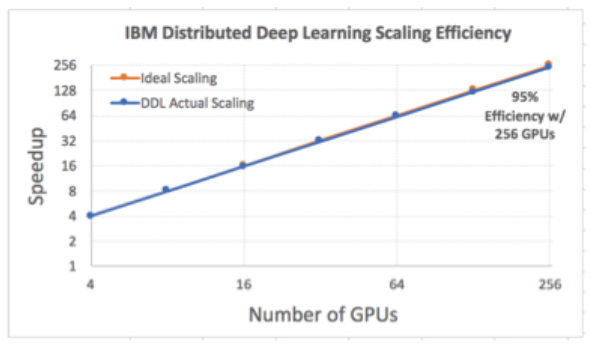 IBM Distributed Deep Learning Scaling Efficiency
256
128
64
32
16
8
4
2
1
Speedup
Ideal Scaling
DDL Actual Scaling
95%
Efficiency w/
256 GPUs
4 16 64 256
Number of GPUs